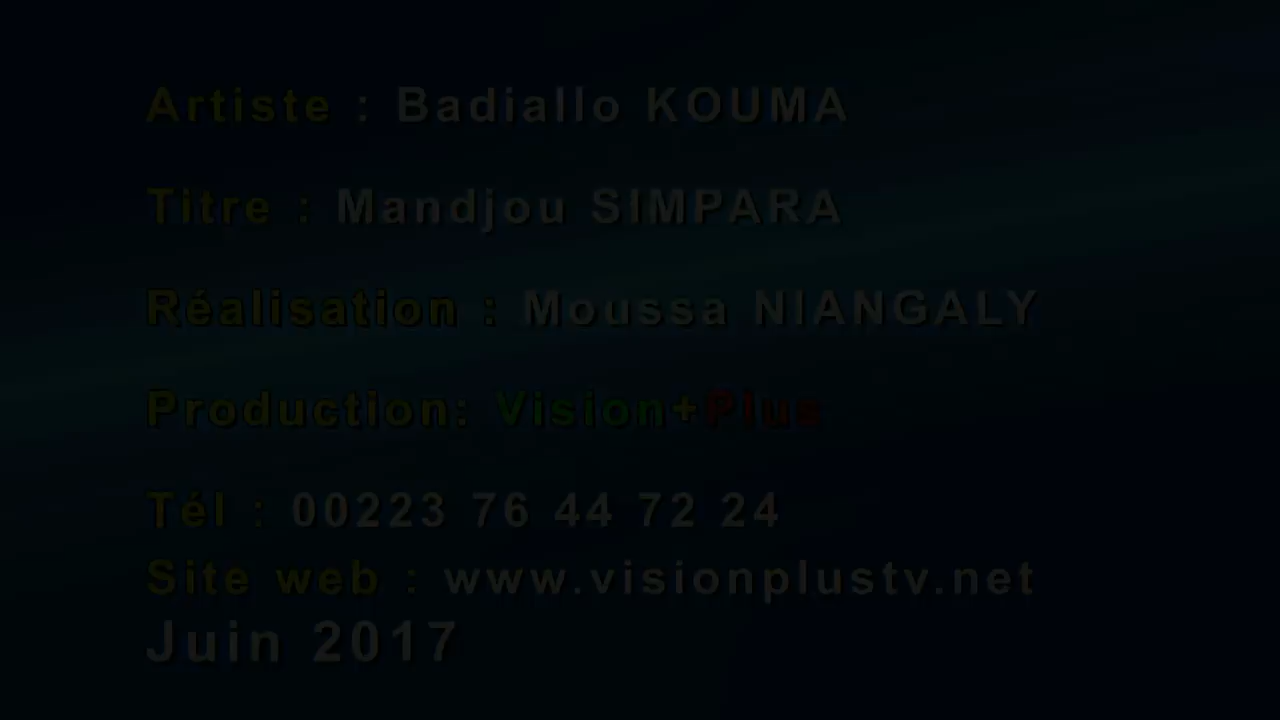 Artiste : Badiallo KOUMA
Titre : Mandjou SIMPARA
Réalisation : Moussa NIANGALY
Production: Vision+Plus
Tél : 00223 76 44 72 24
Site web : www.visionplustv.net
Juin 2017